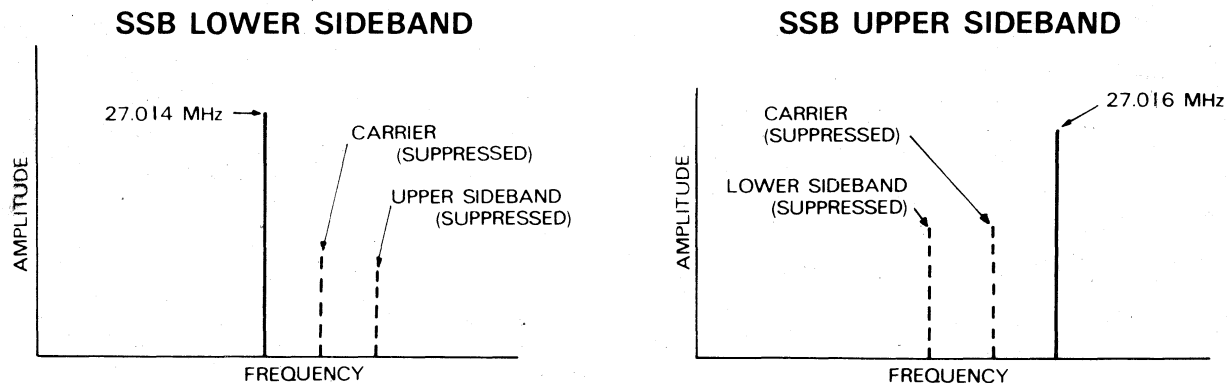 SSB LOWER SIDEBAND
27.014 MHz
CARRIER
(SUPPRESSED)
UPPER SIDEBAND
(SUPPRESSED)
AMPLITUDE
FREQUENCY
SSB UPPER SIDEBAND
27.016 MHz
CARRIER
(SUPPRESSED)
LOWER SIDEBAND
(SUPPRESSED)
AMPLITUDE
FREQUENCY